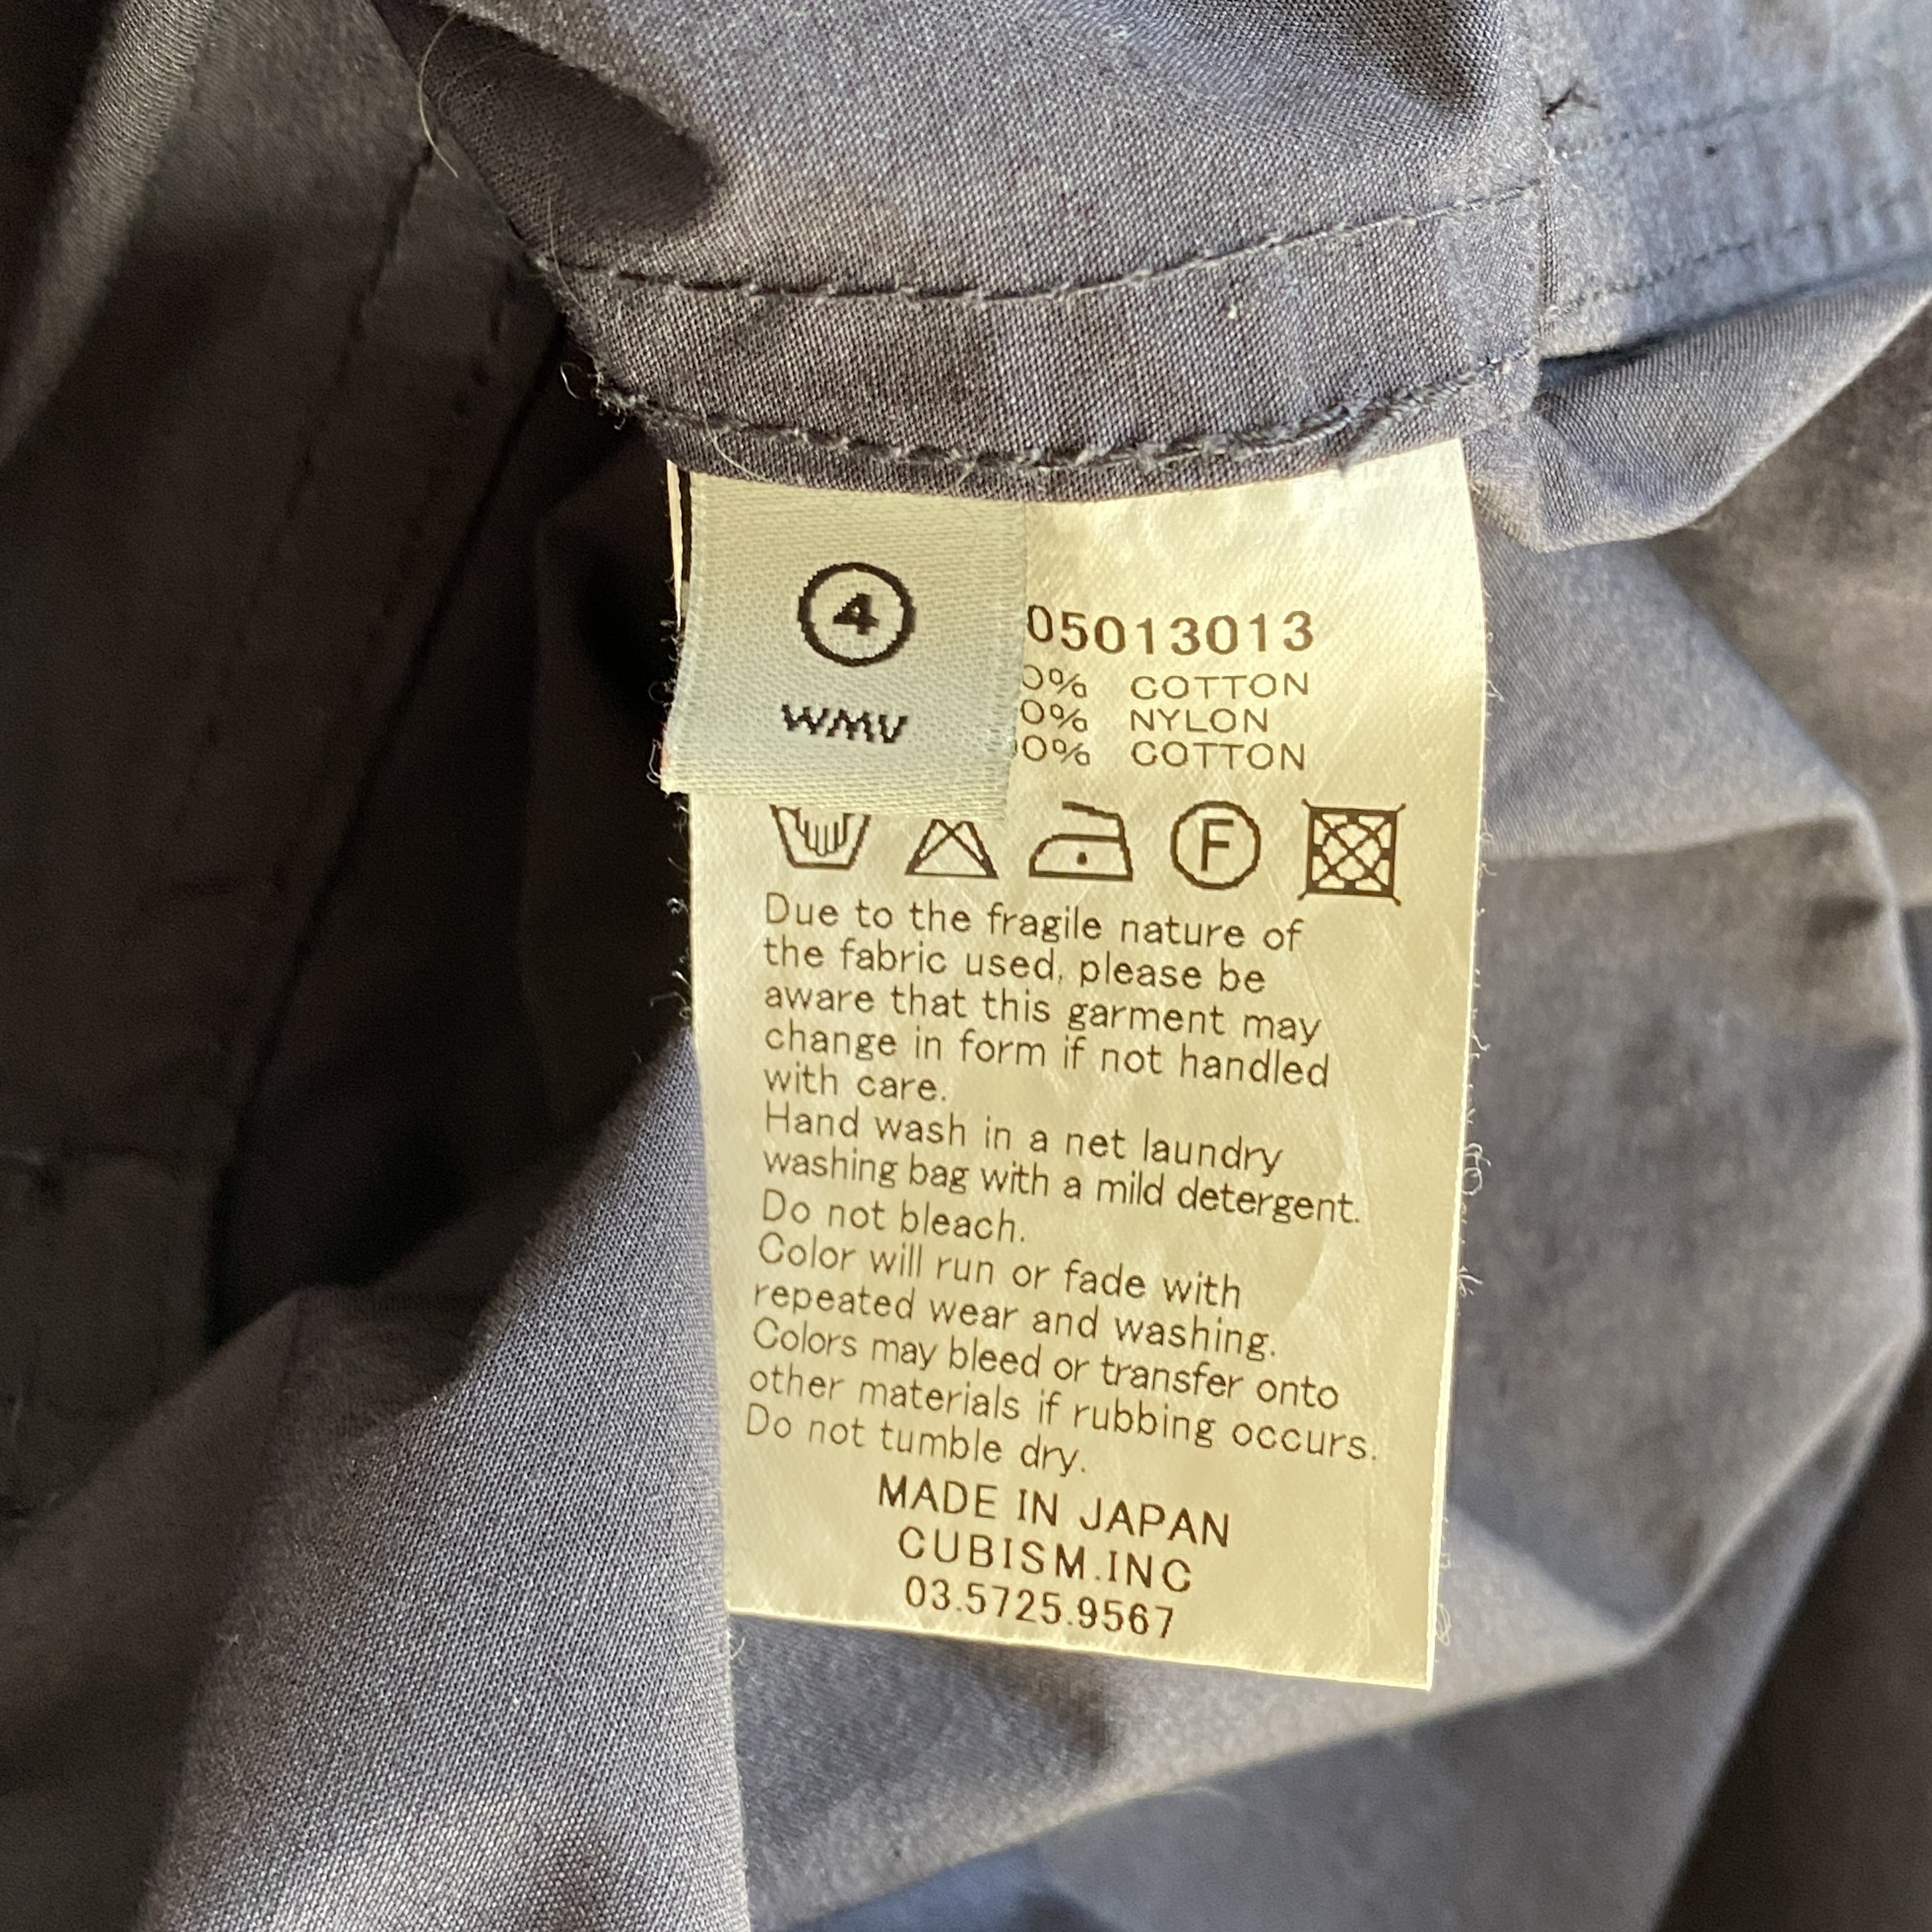 4
WMV
05013013
0% COTTON
0% NYLON
00% COTTON
F
Due to the fragile nature of
the fabric used, please be
aware that this garment may
change in form if not handled
with care.
Hand wash in a net laundry
washing bag with a mild detergent.
Do not bleach.
Color will run or fade with
repeated wear and washing.
Colors may bleed or transfer onto
other materials if rubbing occurs.
Do not tumble dry.
MADE IN JAPAN
CUBISM.INC
03.5725.9567